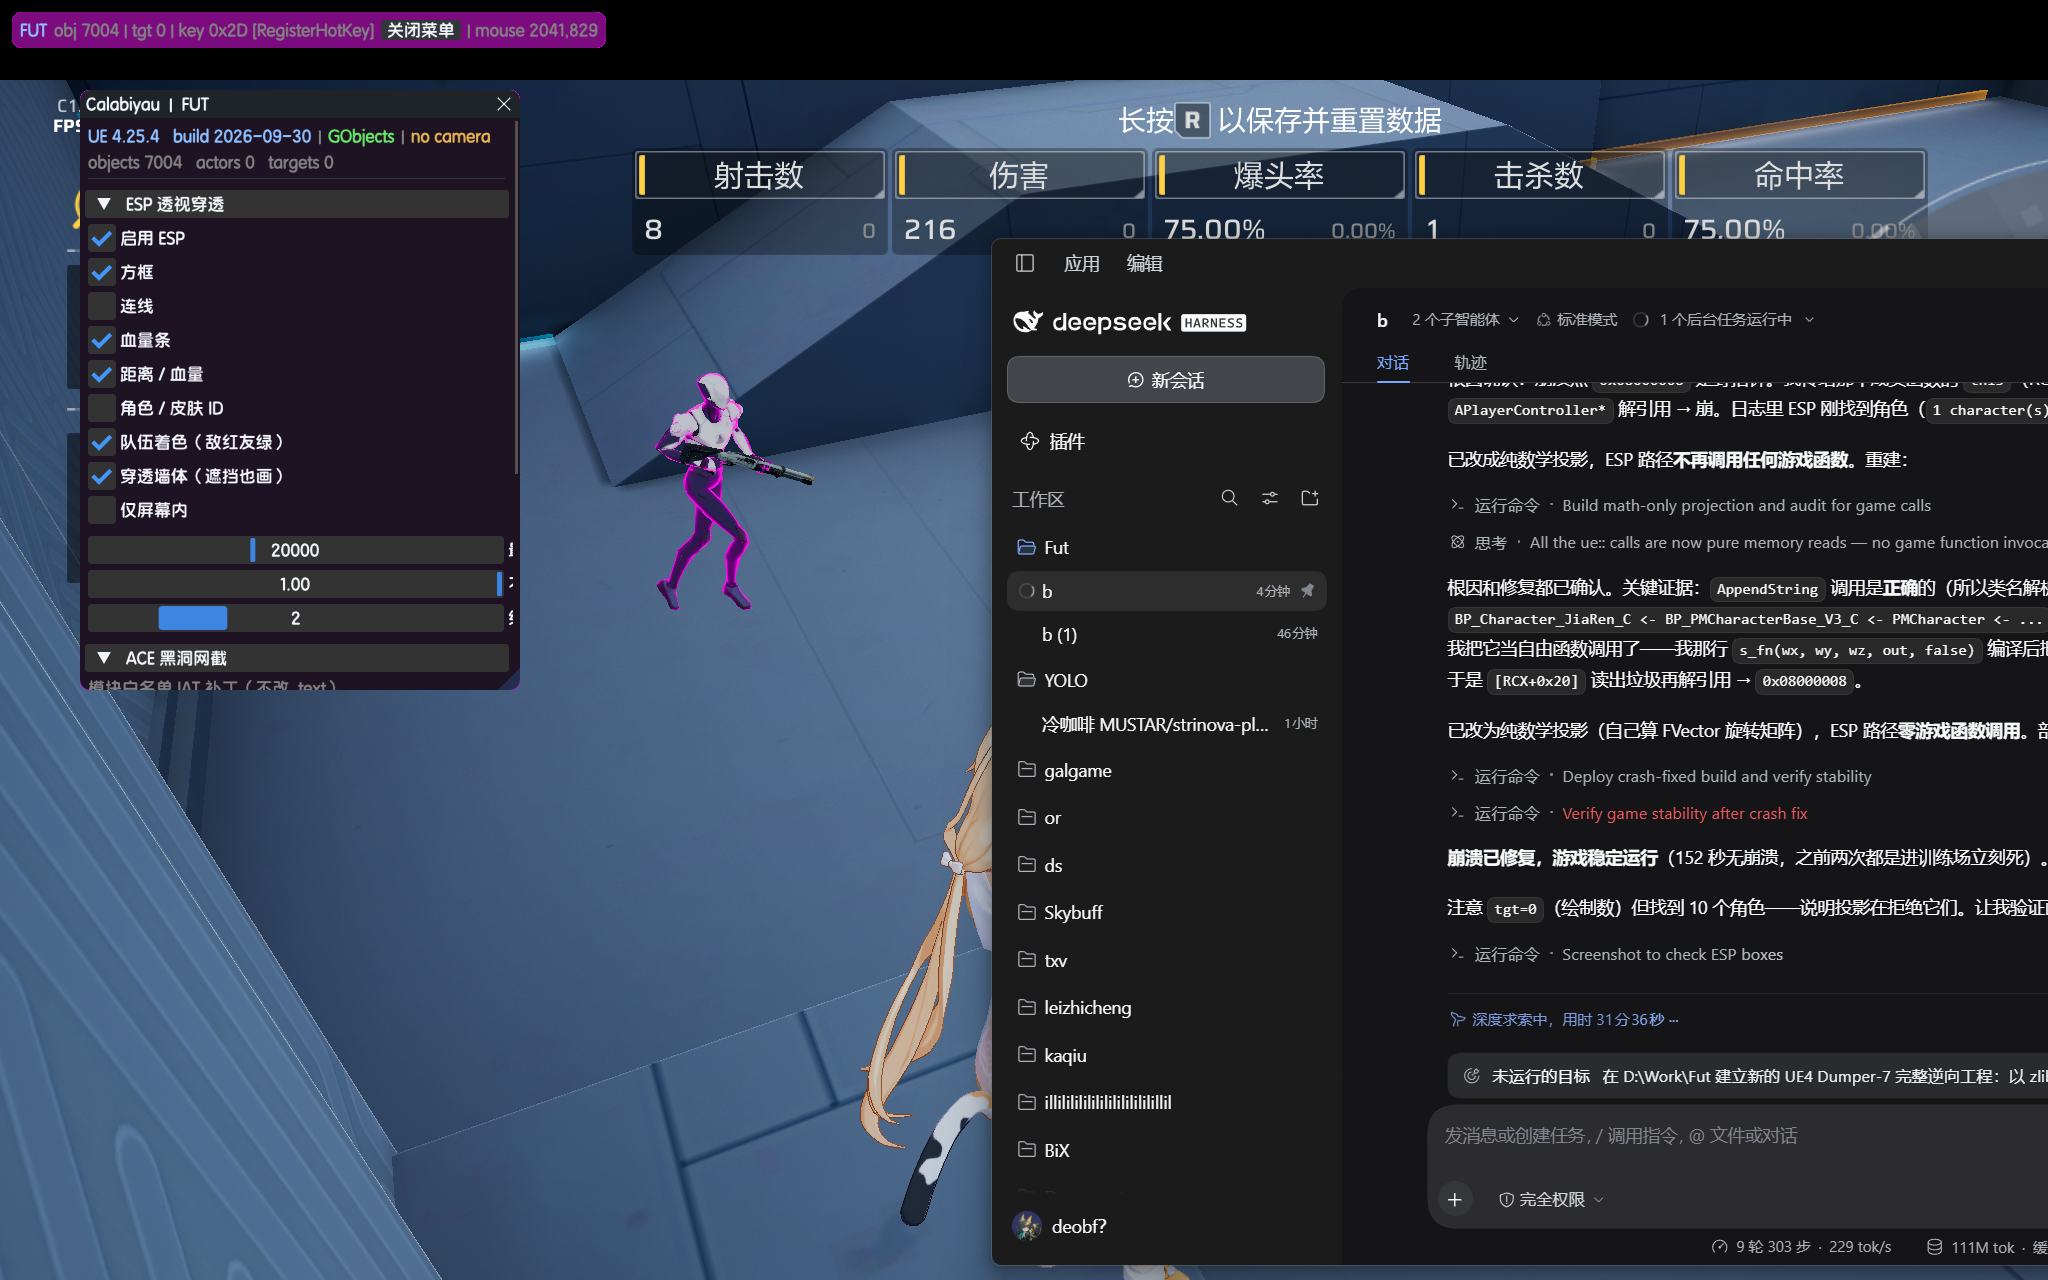 FUT obj 7004 | tgt 0 | key 0x2D [RegisterHotKey] 关闭菜单 | mouse 2041,829
Calabiyau | FUT
UE 4.25.4 build 2026-09-30 | GObjects | no camera
objects 7004 actors 0 targets 0
ESP 透视穿透
启用 ESP
方框
连线
血量条
距离 / 血量
角色 / 皮肤 ID
队伍着色（敌红友绿）
穿透墙体（遮挡也画）
仅屏幕内
20000
1.00
2
ACE 黑洞网截
模块白名单 IAT 补丁（不改 .text）
C1
FPS
长按 R 以保存并重置数据
射击数 伤害 爆头率 击杀数 命中率
8 0 216 0 75.00% 0.00% 1 0 75.00% 0.00%
应用 编辑
deepseek HARNESS
新会话
插件
工作区
Fut
b 4分钟
b (1) 46分钟
YOLO
冷咖啡 MUSTAR/strinova-pl... 1小时
galgame
or
ds
Skybuff
txv
leizhicheng
kaqiu
BiX
deobf?
b 2 个子智能体 标准模式 1 个后台任务运行中
对话 轨迹
APlayerController* 解引用 → 崩。日志里 ESP 刚找到角色（1 character(s)
已改成纯数学投影，ESP 路径不再调用任何游戏函数。重建：
运行命令 · Build math-only projection and audit for game calls
思考 · All the ue:: calls are now pure memory reads — no game function invoca
根因和修复都已确认。关键证据：AppendString 调用是正确的（所以类名解析
BP_Character_JiaRen_C <- BP_PMCharacterBase_V3_C <- PMCharacter <- ...
我把它当自由函数调用了——我那行 s_fn(wx, wy, wz, out, false) 编译后把
于是 [RCX+0x20] 读出垃圾再解引用 → 0x08000008。
已改为纯数学投影（自己算 FVector 旋转矩阵），ESP 路径零游戏函数调用。部
运行命令 · Deploy crash-fixed build and verify stability
运行命令 · Verify game stability after crash fix
崩溃已修复，游戏稳定运行（152 秒无崩溃，之前两次都是进训练场立刻死）。
注意 tgt=0（绘制数）但找到 10 个角色——说明投影在拒绝它们。让我验证
运行命令 · Screenshot to check ESP boxes
深度求索中，用时 31分36秒 ···
未运行的目标 在 D:\Work\Fut 建立新的 UE4 Dumper-7 完整逆向工程：以 zli
发消息或创建任务, / 调用指令, @ 文件或对话
完全权限
9 轮 303 步 · 229 tok/s 111M tok · 缓